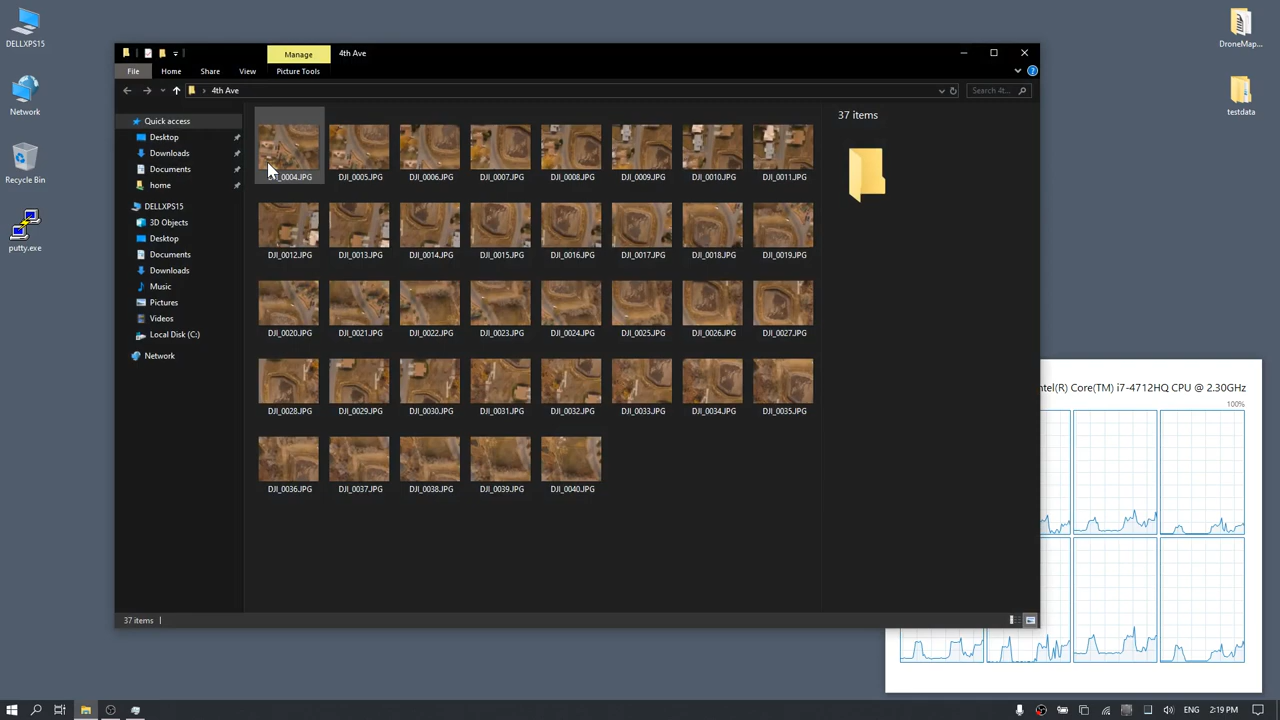 DELLXPS15
Network
Recycle Bin
putty.exe
DroneMap...
testdata
Manage
4th Ave
File
Home
Share
View
Picture Tools
4th Ave
Search 4t...
Quick access
Desktop
Downloads
Documents
home
DELLXPS15
3D Objects
Desktop
Documents
Downloads
Music
Pictures
Videos
Local Disk (C:)
Network
DJI_0004.JPG
DJI_0005.JPG
DJI_0006.JPG
DJI_0007.JPG
DJI_0008.JPG
DJI_0009.JPG
DJI_0010.JPG
DJI_0011.JPG
DJI_0012.JPG
DJI_0013.JPG
DJI_0014.JPG
DJI_0015.JPG
DJI_0016.JPG
DJI_0017.JPG
DJI_0018.JPG
DJI_0019.JPG
DJI_0020.JPG
DJI_0021.JPG
DJI_0022.JPG
DJI_0023.JPG
DJI_0024.JPG
DJI_0025.JPG
DJI_0026.JPG
DJI_0027.JPG
DJI_0028.JPG
DJI_0029.JPG
DJI_0030.JPG
DJI_0031.JPG
DJI_0032.JPG
DJI_0033.JPG
DJI_0034.JPG
DJI_0035.JPG
DJI_0036.JPG
DJI_0037.JPG
DJI_0038.JPG
DJI_0039.JPG
DJI_0040.JPG
37 items
37 items
ntel(R) Core(TM) i7-4712HQ CPU @ 2.30GHz
100%
ENG
2:19 PM